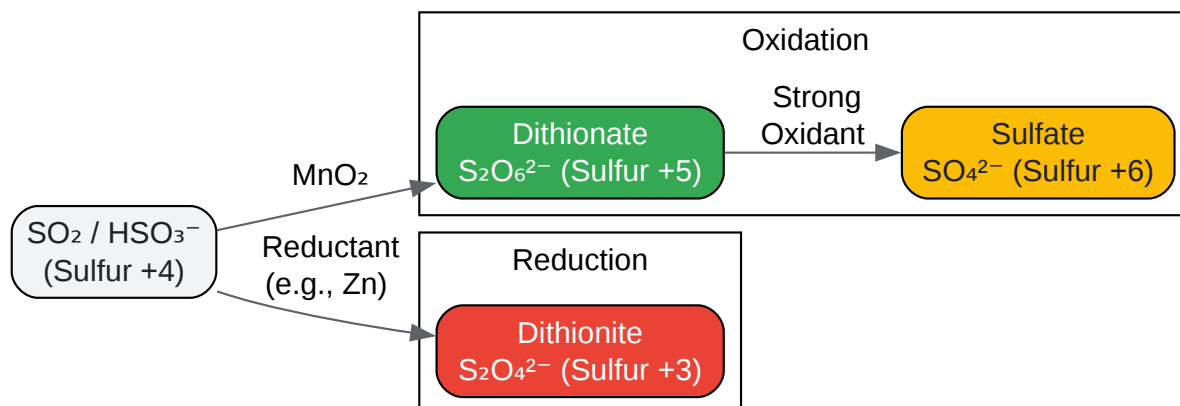 Oxidation
Strong
Oxidant
Dithionate
S₂O₆²⁻ (Sulfur +5)
Sulfate
SO₄²⁻ (Sulfur +6)
MnO₂
SO₂ / HSO₃⁻
(Sulfur +4)
Reductant
(e.g., Zn)
Reduction
Dithionite
S₂O₄²⁻ (Sulfur +3)